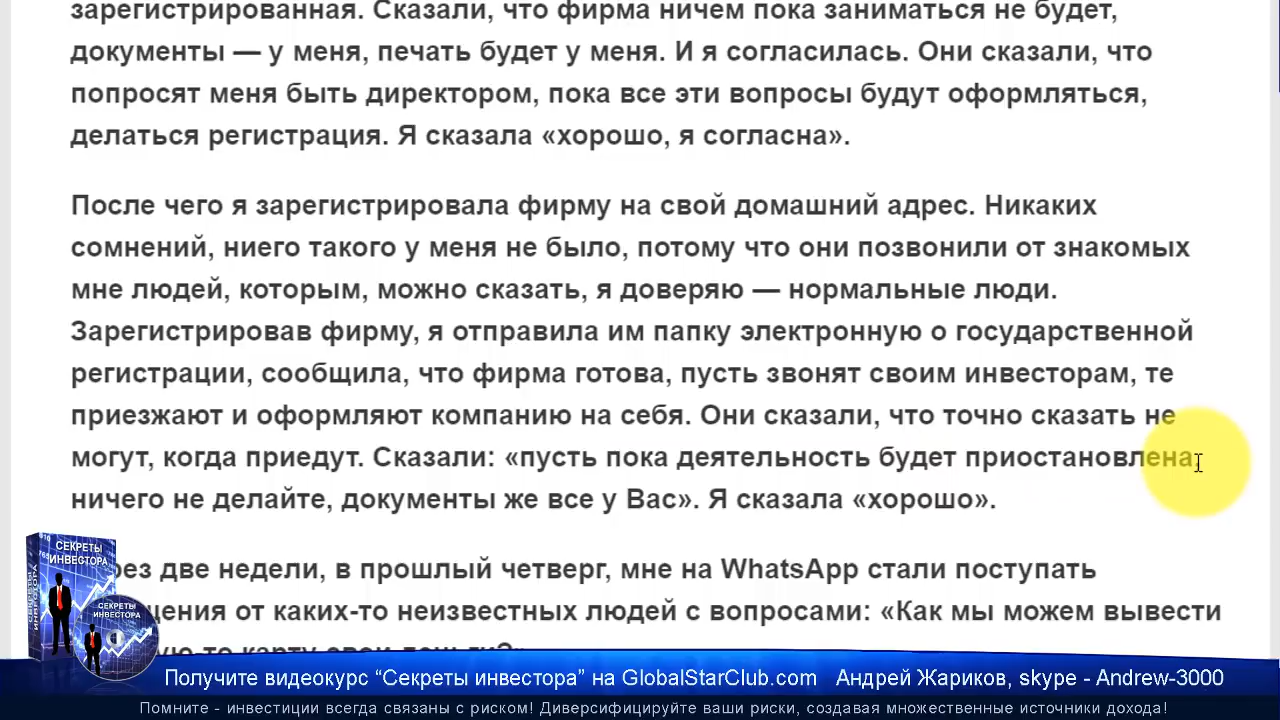 зарегистрированная. Сказали, что фирма ничем пока заниматься не будет,
документы — у меня, печать будет у меня. И я согласилась. Они сказали, что
попросят меня быть директором, пока все эти вопросы будут оформляться,
делаться регистрация. Я сказала «хорошо, я согласна».
После чего я зарегистрировала фирму на свой домашний адрес. Никаких
сомнений, ниего такого у меня не было, потому что они позвонили от знакомых
мне людей, которым, можно сказать, я доверяю — нормальные люди.
Зарегистрировав фирму, я отправила им папку электронную о государственной
регистрации, сообщила, что фирма готова, пусть звонят своим инвесторам, те
приезжают и оформляют компанию на себя. Они сказали, что точно сказать не
могут, когда приедут. Сказали: «пусть пока деятельность будет приостановлена,
ничего не делайте, документы же все у Вас». Я сказала «хорошо».
две недели, в прошлый четверг, мне на WhatsApp стали поступать
от каких-то неизвестных людей с вопросами: «Как мы можем вывести
карту свои деньги?»
СЕКРЕТЫ
ИНВЕСТОРА
СЕКРЕТЫ
ИНВЕСТОРА
Получите видеокурс “Секреты инвестора” на GlobalStarClub.com Андрей Жариков, skype - Andrew-3000
Помните - инвестиции всегда связаны с риском! Диверсифицируйте ваши риски, создавая множественные источники дохода!